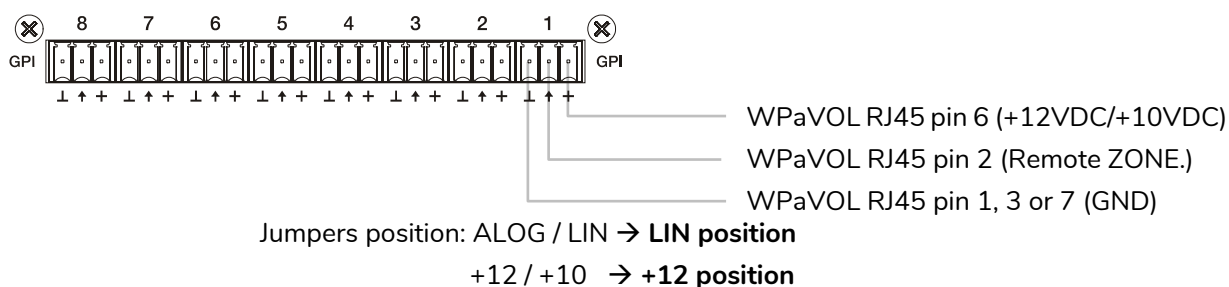 8 7 6 5 4 3 2 1
GPI GPI
⊥ ↑ + ⊥ ↑ + ⊥ ↑ + ⊥ ↑ + ⊥ ↑ + ⊥ ↑ + ⊥ ↑ + ⊥ ↑ +
WPaVOL RJ45 pin 6 (+12VDC/+10VDC)
WPaVOL RJ45 pin 2 (Remote ZONE.)
WPaVOL RJ45 pin 1, 3 or 7 (GND)
Jumpers position: ALOG / LIN → LIN position
+12 / +10 → +12 position